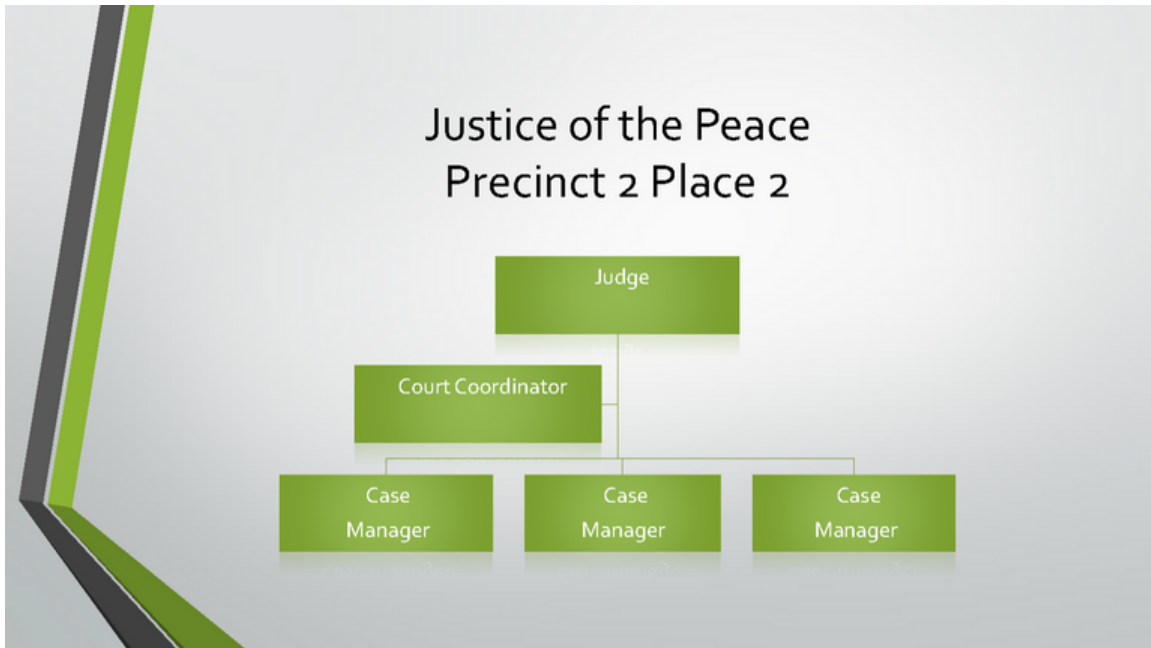 Justice of the Peace
Precinct 2 Place 2
Judge
Court Coordinator
Case
Manager
Case
Manager
Case
Manager